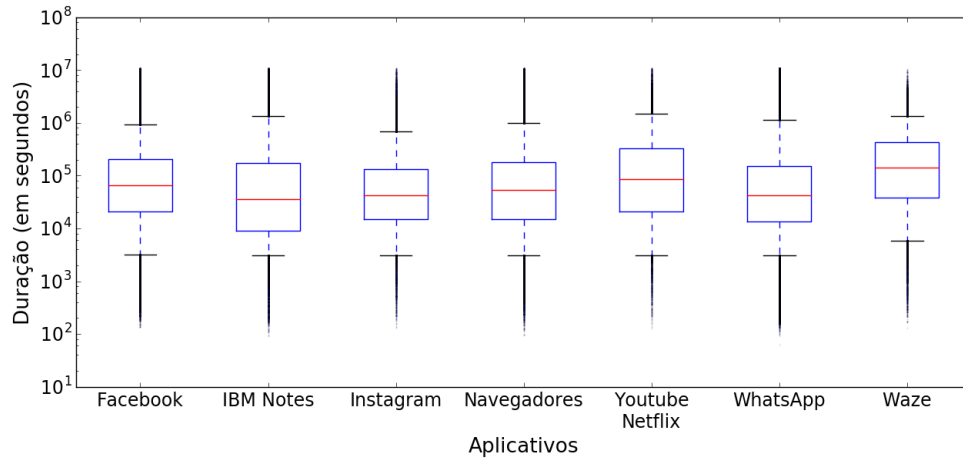 10^8
10^7
10^6
10^5
10^4
10^3
10^2
10^1
Duração (em segundos)
Facebook
IBM Notes
Instagram
Navegadores
Youtube
Netflix
WhatsApp
Waze
Aplicativos